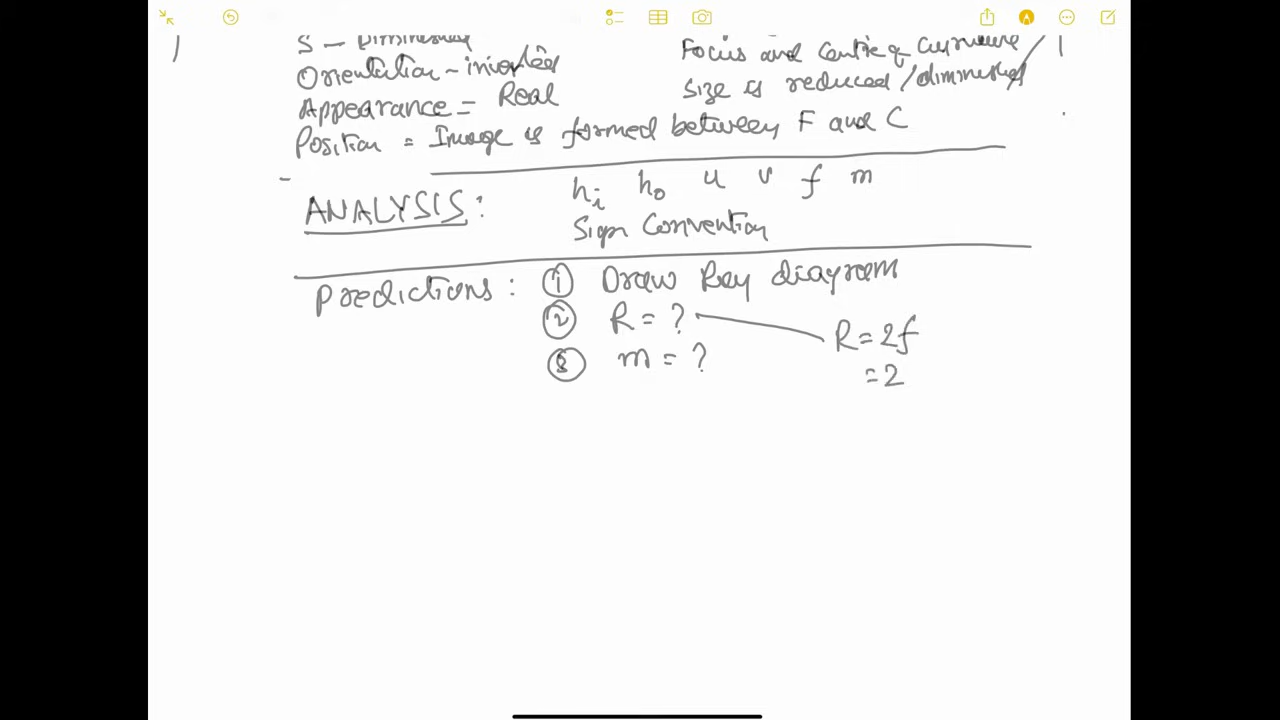 S - Diminished
Orientation - inverted
Appearance = Real
Position = Image is formed between F and C
Focus and centre of curvature
size is reduced/diminished
ANALYSIS:
hi ho u v f m
Sign Convention
Predictions: ① Draw Ray diagram
② R = ?
R = 2f
= 2
③ m = ?